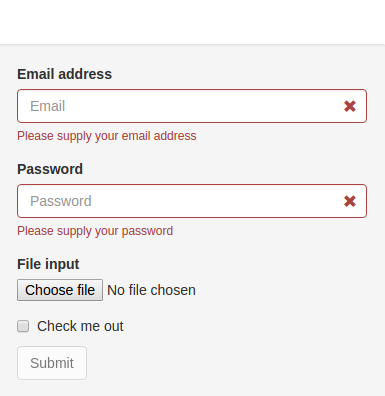 Email address
Email
Please supply your email address
Password
Password
Please supply your password
File input
Choose file No file chosen
Check me out
Submit